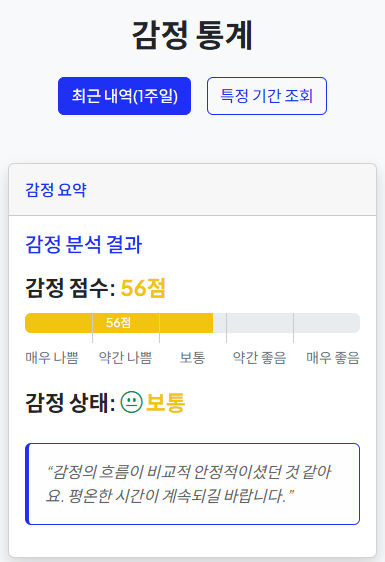 감정 통계
최근 내역(1주일) 특정 기간 조회
감정 요약
감정 분석 결과
감정 점수: 56점
56점
매우 나쁨 약간 나쁨 보통 약간 좋음 매우 좋음
감정 상태: 보통
“감정의 흐름이 비교적 안정적이셨던 것 같아
요. 평온한 시간이 계속되길 바랍니다.”